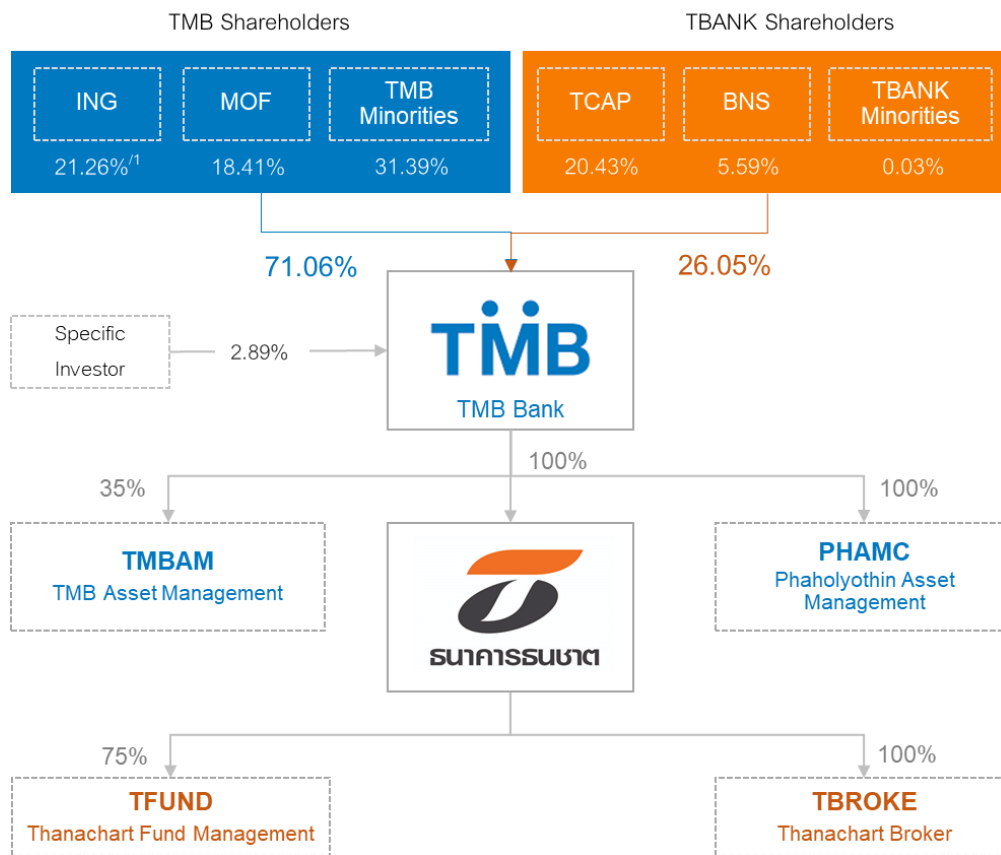 TMB Shareholders
TBANK Shareholders
ING
MOF
TMB
Minorities
TCAP
BNS
TBANK
Minorities
21.26%/1
18.41%
31.39%
20.43%
5.59%
0.03%
71.06%
26.05%
Specific
Investor
2.89%
TMB
TMB Bank
100%
35%
100%
TMBAM
TMB Asset Management
PHAMC
Phaholyothin Asset
Management
ธนาคารธนชาต
75%
100%
TFUND
Thanachart Fund Management
TBROKE
Thanachart Broker